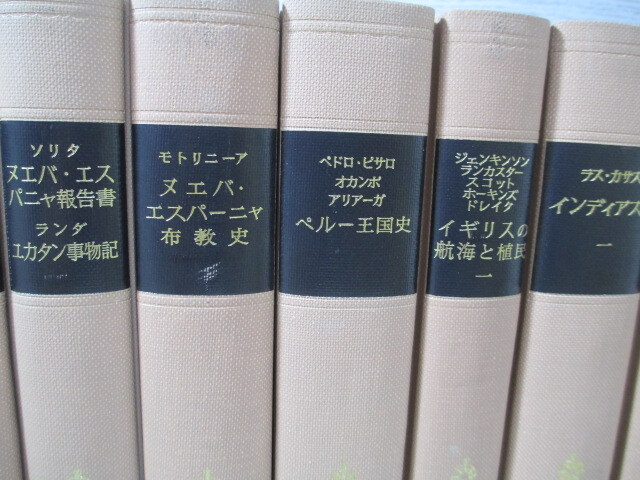 ソリタ
ヌエバ・エス
パニャ報告書
ランダ
ユカタン事物記
モトリニーア
ヌエバ・
エスパーニャ
布教史
ペドロ・ピサロ
オカンポ
アリアーガ
ペルー王国史
ジェンキンソン
ランカスター
スコット
ホーキンズ
ドレイク
イギリスの
航海と植民
一
ラス・カサス
インディアス
一